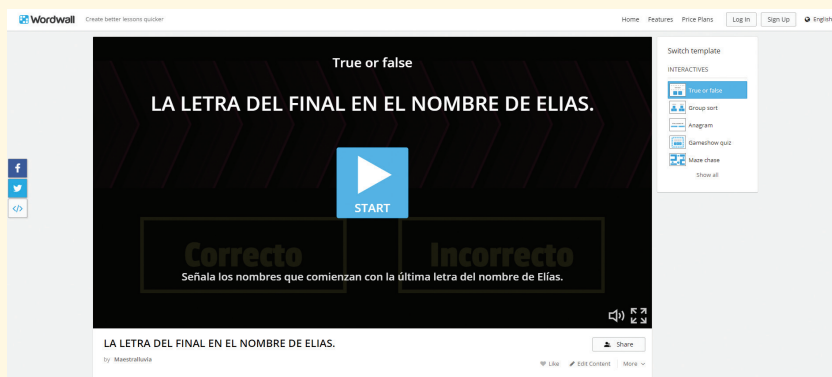 Wordwall Create better lessons quicker Home Features Price Plans Log In Sign Up English
True or false
LA LETRA DEL FINAL EN EL NOMBRE DE ELIAS.
START
Correcto Incorrecto
Señala los nombres que comienzan con la última letra del nombre de Elías.
Switch template
INTERACTIVES
True or false
Group sort
Anagram
Gameshow quiz
Maze chase
Show all
LA LETRA DEL FINAL EN EL NOMBRE DE ELIAS.
Share
by Maestralluvia
Like Edit Content More